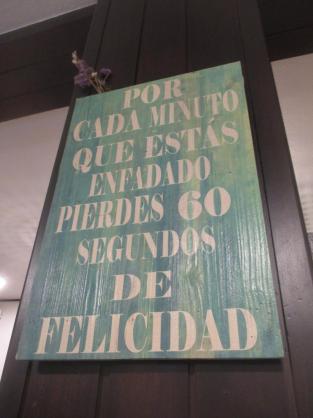 POR
CADA MINUTO
QUE ESTÁS
ENFADADO
PIERDES 60
SEGUNDOS
DE
FELICIDAD